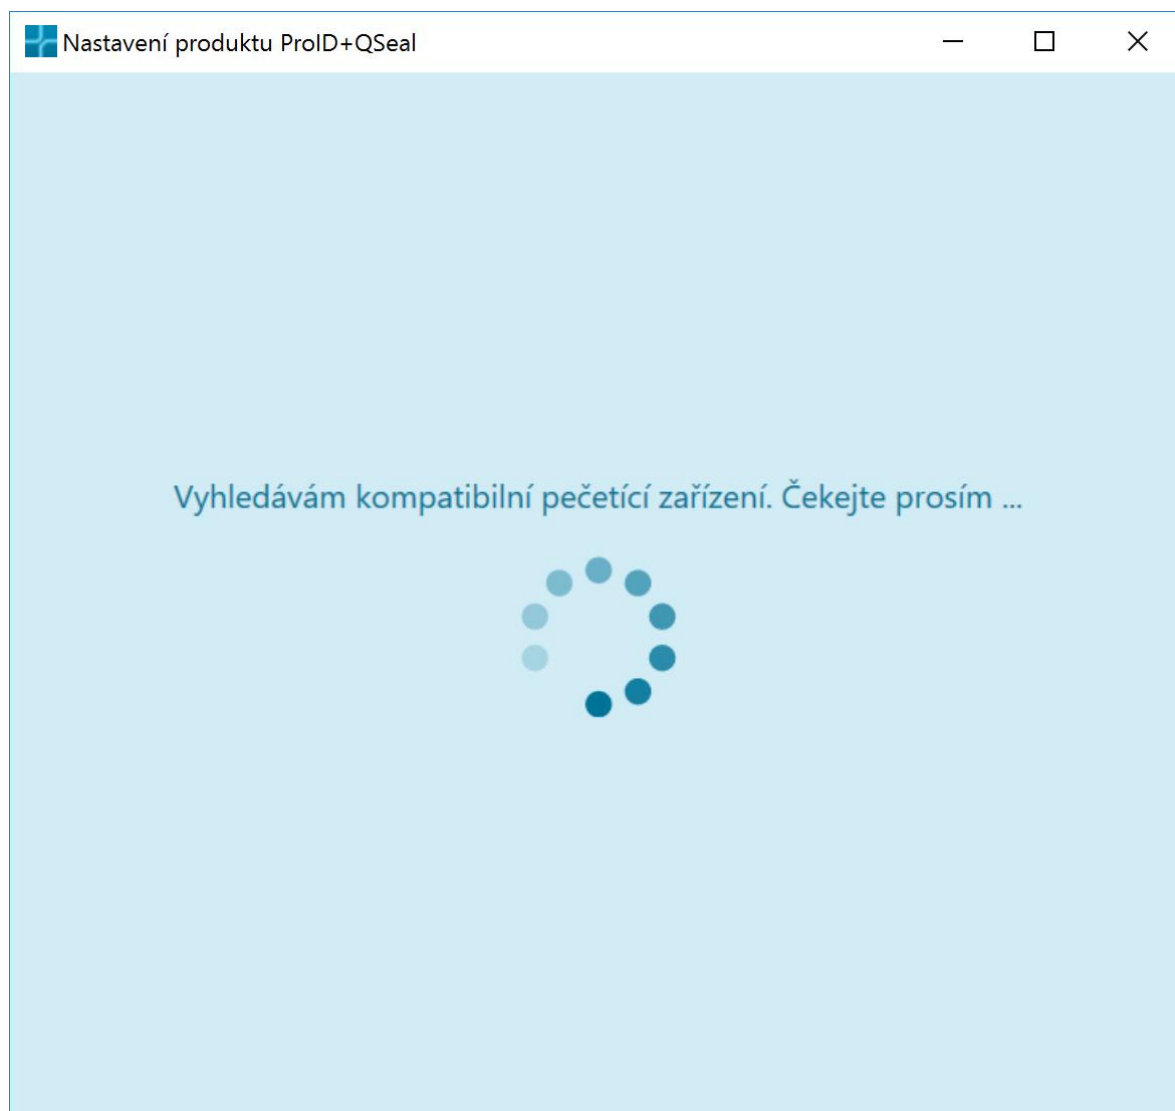 Nastavení produktu ProID+QSeal
Vyhledávám kompatibilní pečetící zařízení. Čekejte prosím ...